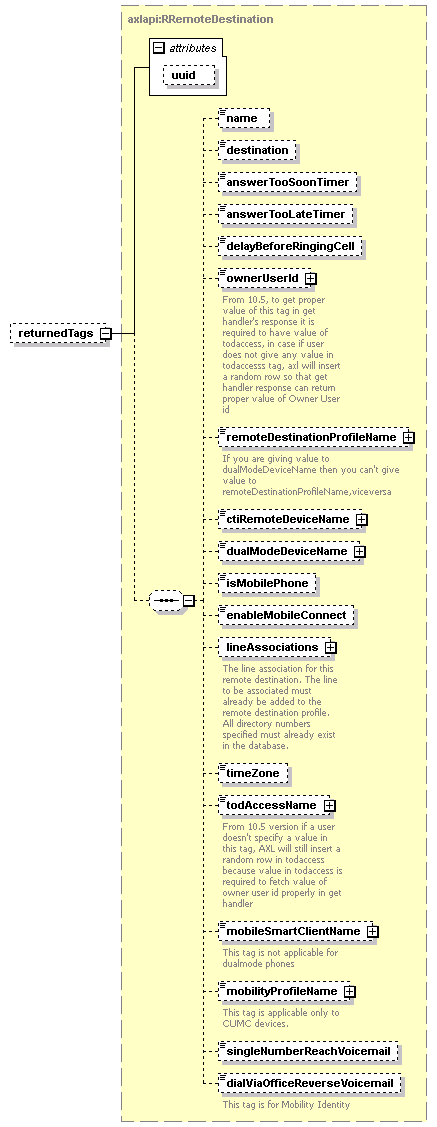 axlapi:RRemoteDestination
attributes
uuid
name
destination
answerTooSoonTimer
answerTooLateTimer
delayBeforeRingingCell
ownerUserId
From 10.5, to get proper
value of this tag in get
handler's response it is
required to have value of
todaccess, in case if user
does not give any value in
todaccesss tag, axl will insert
a random row so that get
handler response can return
proper value of Owner User
id
returnedTags
remoteDestinationProfileName
If you are giving value to
dualModeDeviceName then you can't give
value to
remoteDestinationProfileName,viceversa
ctiRemoteDeviceName
dualModeDeviceName
isMobilePhone
enableMobileConnect
lineAssociations
The line association for this
remote destination. The line
to be associated must
already be added to the
remote destination profile.
All directory numbers
specified must already exist
in the database.
timeZone
todAccessName
From 10.5 version if a user
doesn't specify a value in
this tag, AXL will still insert a
random row in todaccess
because value in todaccess is
required to fetch value of
owner user id properly in get
handler
mobileSmartClientName
This tag is not applicable for
dualmode phones
mobilityProfileName
This tag is applicable only to
CUMC devices.
singleNumberReachVoicemail
dialViaOfficeReverseVoicemail
This tag is for Mobility Identity